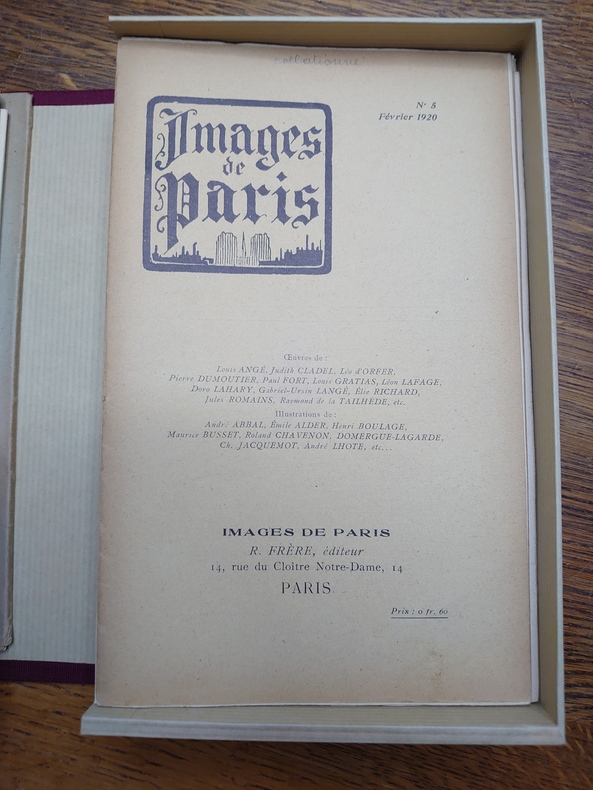 collationné
Images
de
Paris
N° 5
Février 1920
Œuvres de :
Louis ANGÉ, Judith CLADEL, Léo d'ORFER,
Pierre DUMOUTIER, Paul FORT, Louis GRATIAS, Léon LAFAGE,
Doro LAHARY, Gabriel-Ursin LANGÉ, Élie RICHARD,
Jules ROMAINS, Raymond de la TAILHÈDE, etc.
Illustrations de :
André ABBAL, Émile ALDER, Henri BOULAGE,
Maurice BUSSET, Roland CHAVENON, DOMERGUE-LAGARDE,
Ch. JACQUEMOT, André LHOTE, etc...
IMAGES DE PARIS
R. FRÈRE, éditeur
14, rue du Cloître Notre-Dame, 14
PARIS
Prix : 0 fr. 60